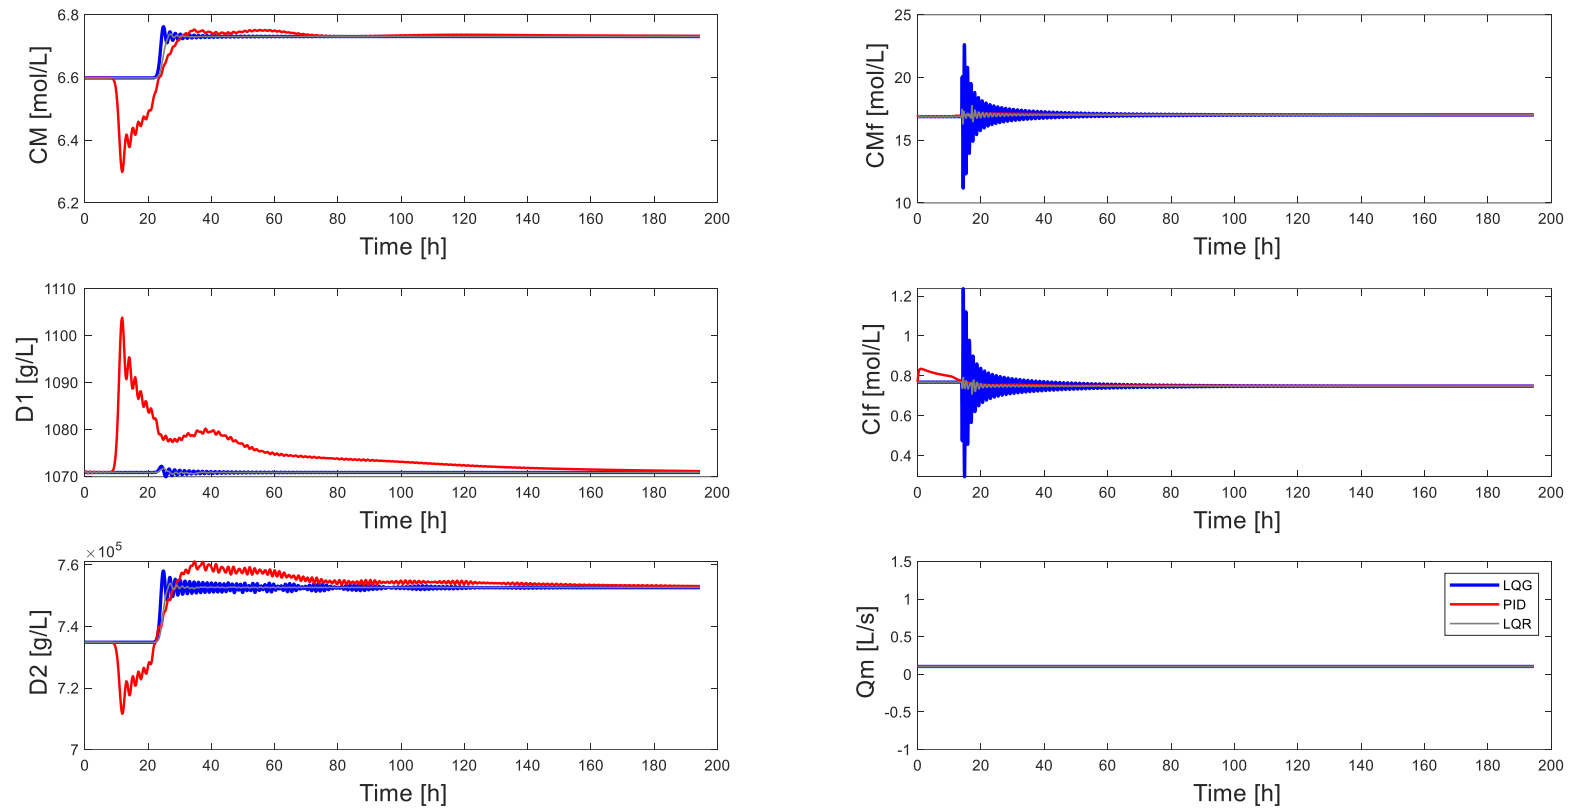 6.8
6.6
6.4
6.2
CM [mol/L]
0 20 40 60 80 100 120 140 160 180 200
Time [h]
25
20
15
10
CMf [mol/L]
0 20 40 60 80 100 120 140 160 180 200
Time [h]
1110
1100
1090
1080
1070
D1 [g/L]
0 20 40 60 80 100 120 140 160 180 200
Time [h]
1.2
1
0.8
0.6
0.4
CIf [mol/L]
0 20 40 60 80 100 120 140 160 180 200
Time [h]
×10^5
7.6
7.4
7.2
7
D2 [g/L]
0 20 40 60 80 100 120 140 160 180 200
Time [h]
1.5
1
0.5
0
-0.5
-1
Qm [L/s]
LQG
PID
LQR
0 20 40 60 80 100 120 140 160 180 200
Time [h]